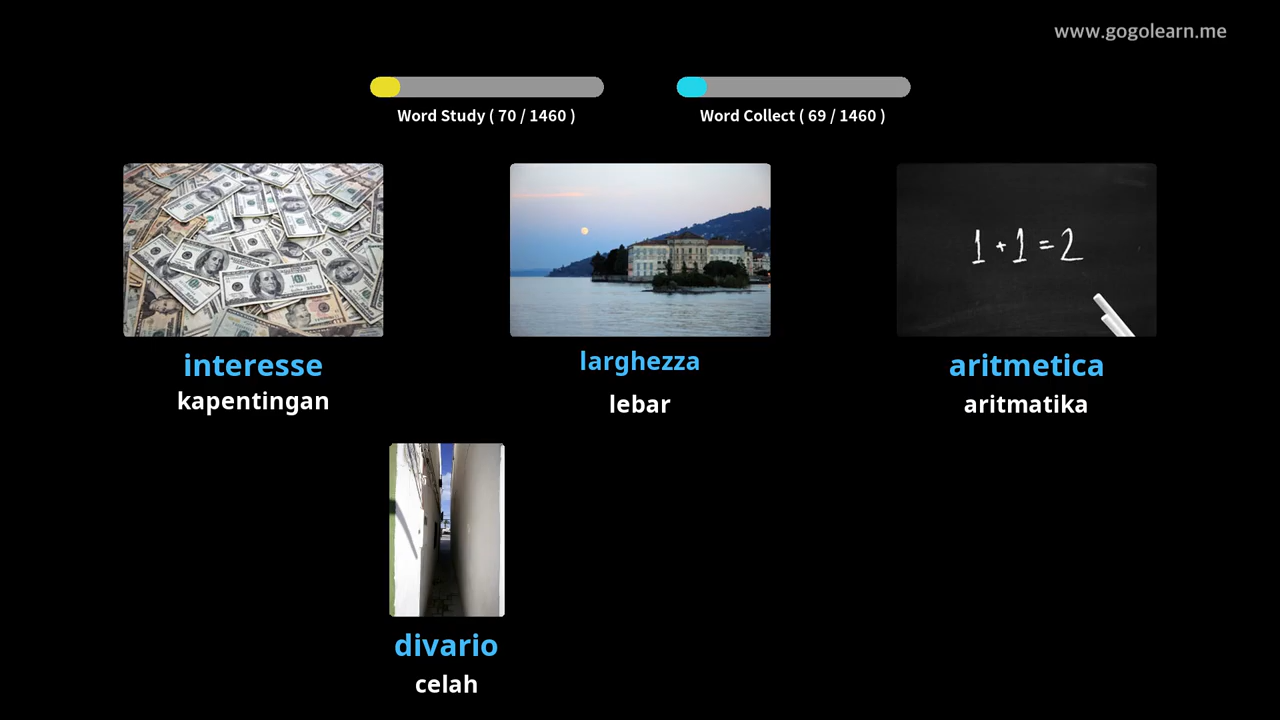 www.gogolearn.me
Word Study ( 70 / 1460 )
Word Collect ( 69 / 1460 )
1 + 1 = 2
interesse
kapentingan
larghezza
lebar
aritmetica
aritmatika
divario
celah